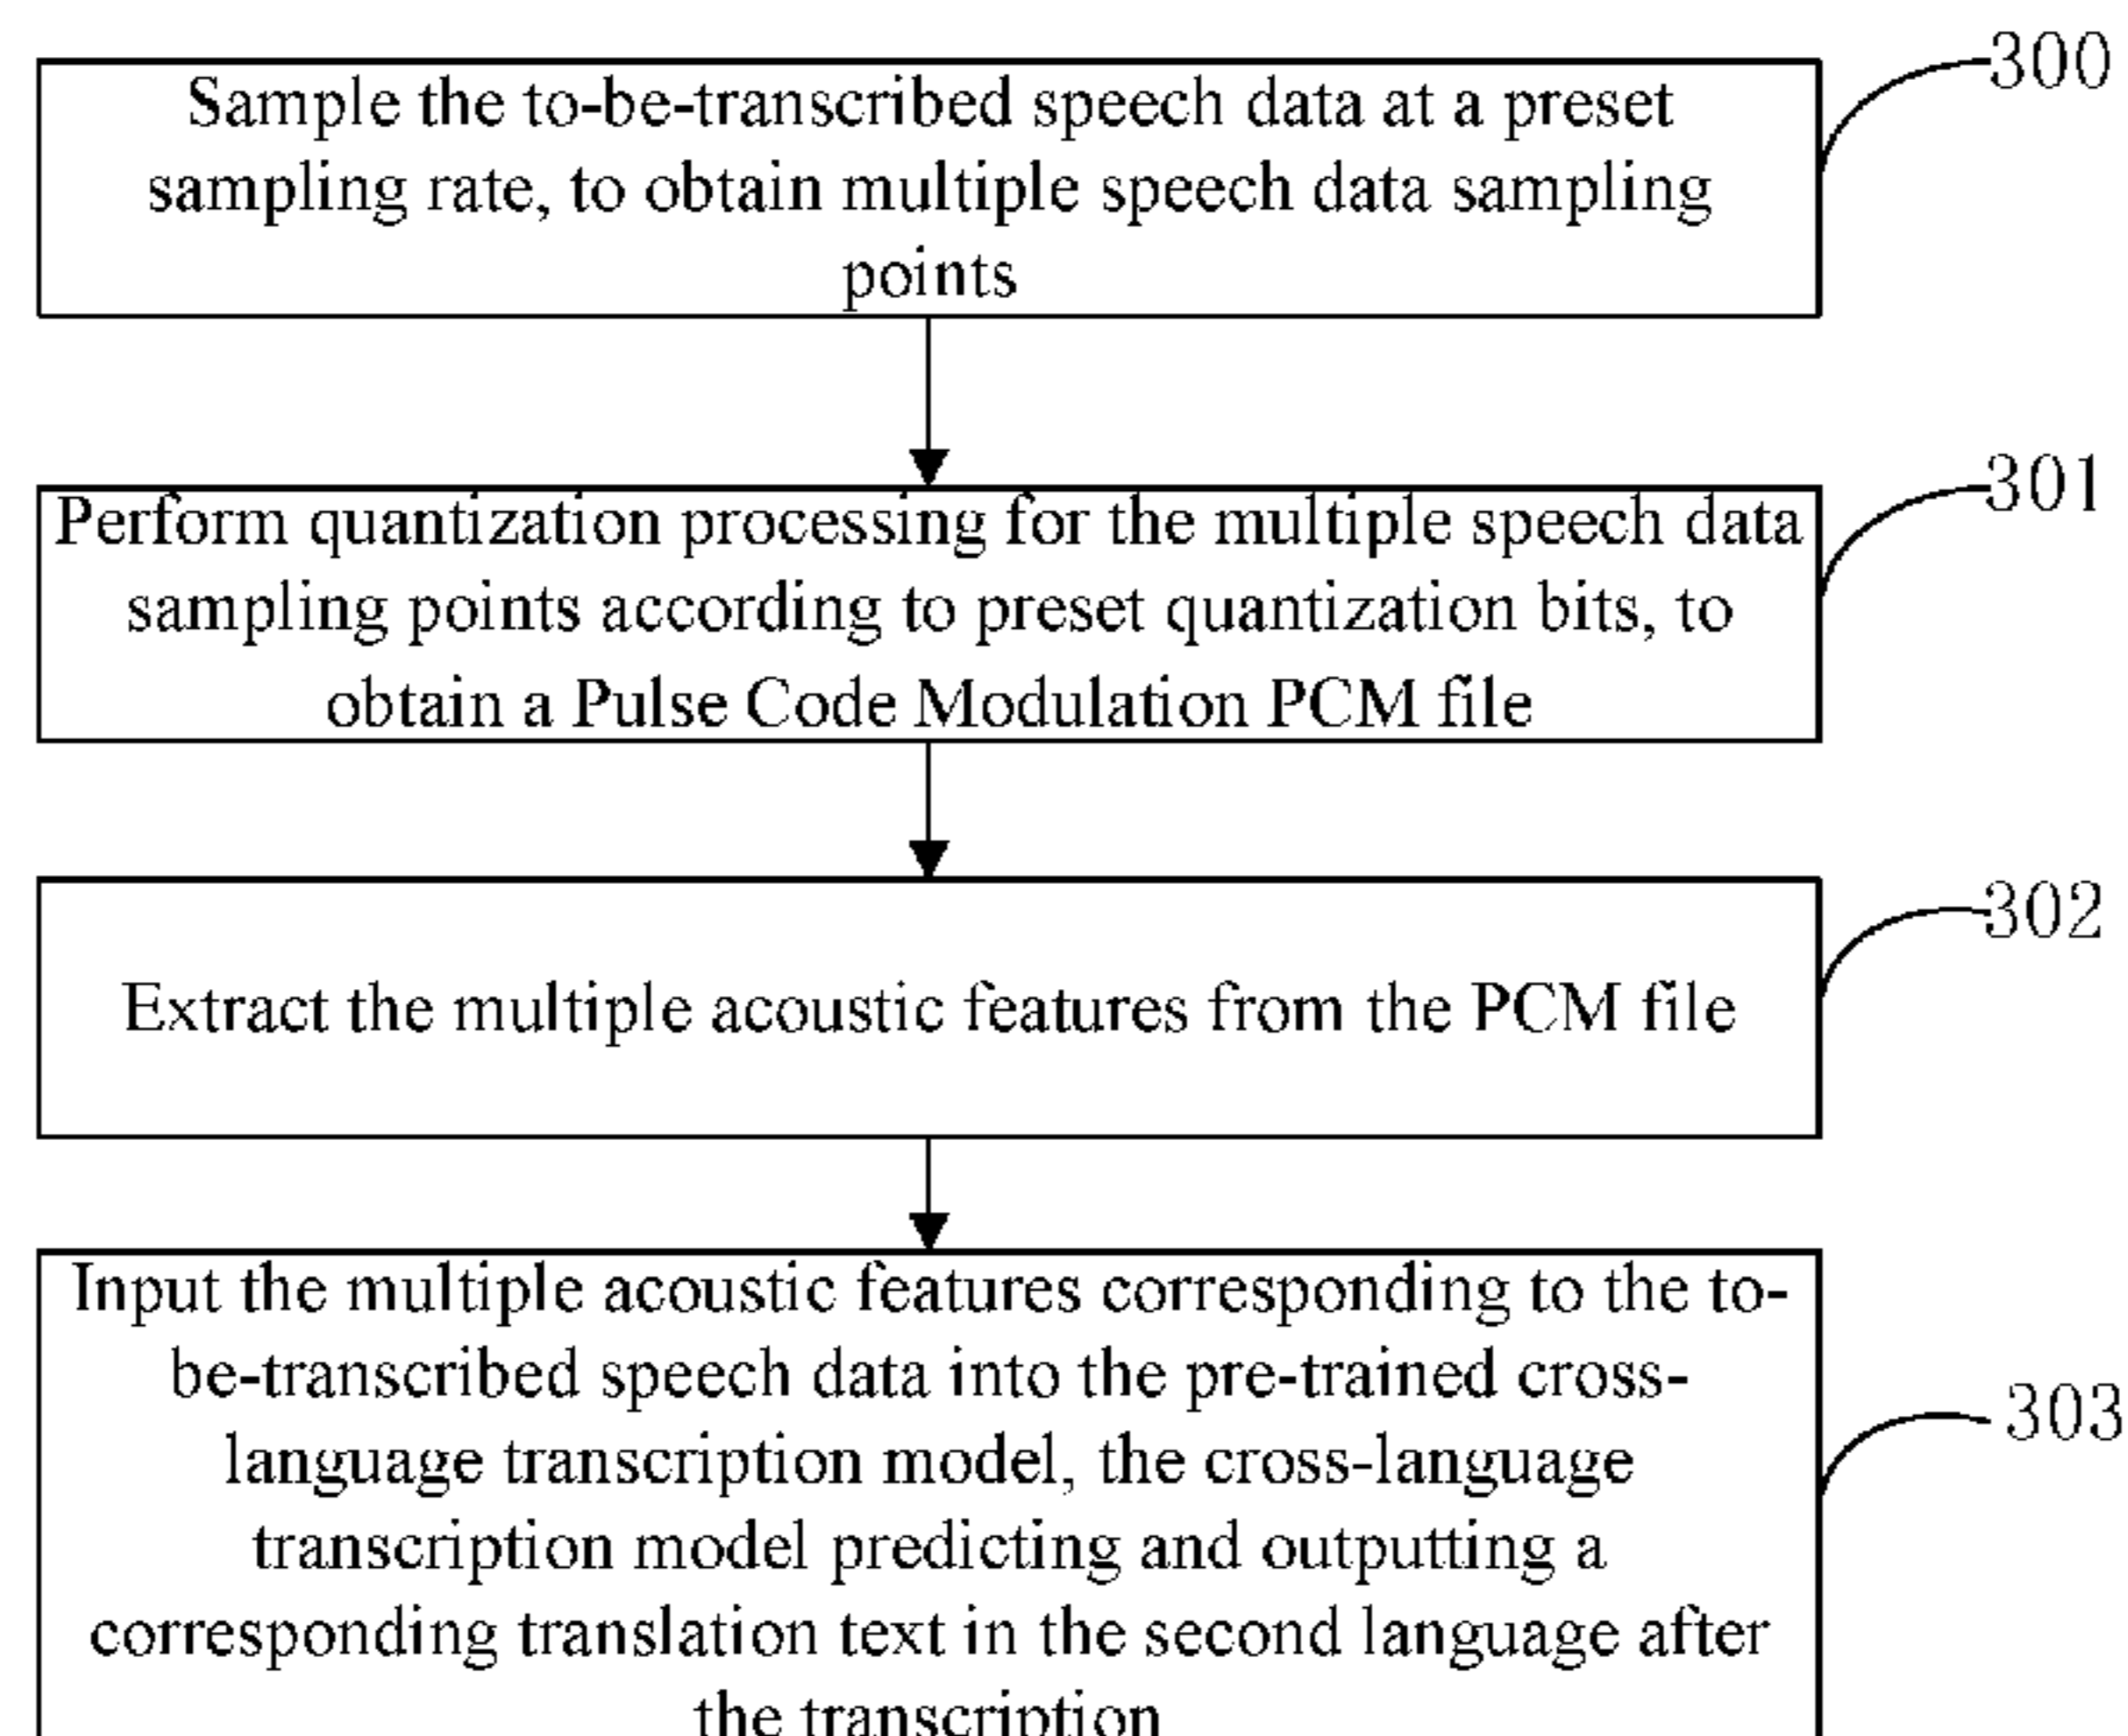 300
Sample the to-be-transcribed speech data at a preset
sampling rate, to obtain multiple speech data sampling
points
301
Perform quantization processing for the multiple speech data
sampling points according to preset quantization bits, to
obtain a Pulse Code Modulation PCM file
302
Extract the multiple acoustic features from the PCM file
Input the multiple acoustic features corresponding to the to-
be-transcribed speech data into the pre-trained cross-
303
language transcription model, the cross-language
transcription model predicting and outputting a
corresponding translation text in the second language after
the transcription